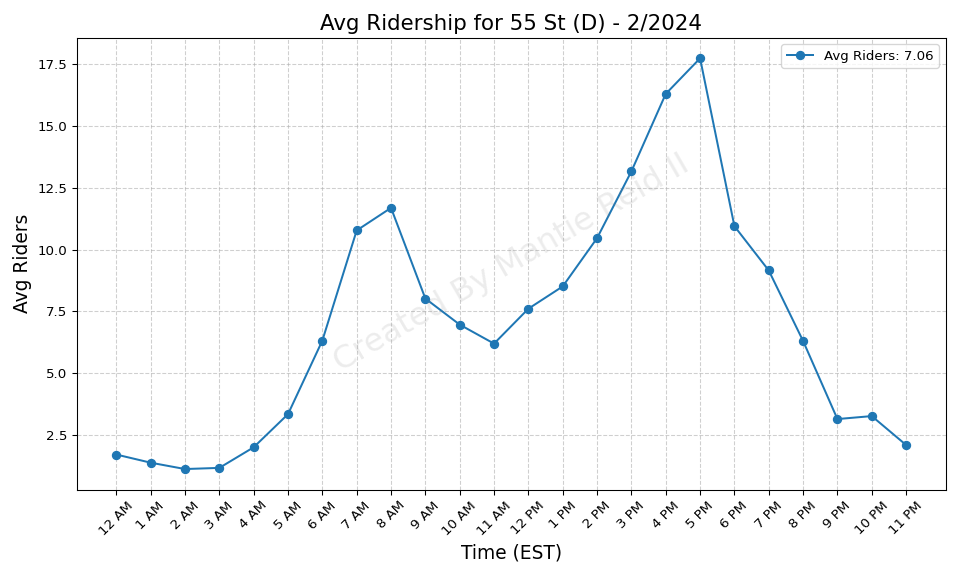 Avg Ridership for 55 St (D) - 2/2024
Avg Riders: 7.06
17.5
15.0
12.5
10.0
7.5
5.0
2.5
Avg Riders
Created By Mantie Reid II
12 AM
1 AM
2 AM
3 AM
4 AM
5 AM
6 AM
7 AM
8 AM
9 AM
10 AM
11 AM
12 PM
1 PM
2 PM
3 PM
4 PM
5 PM
6 PM
7 PM
8 PM
9 PM
10 PM
11 PM
Time (EST)